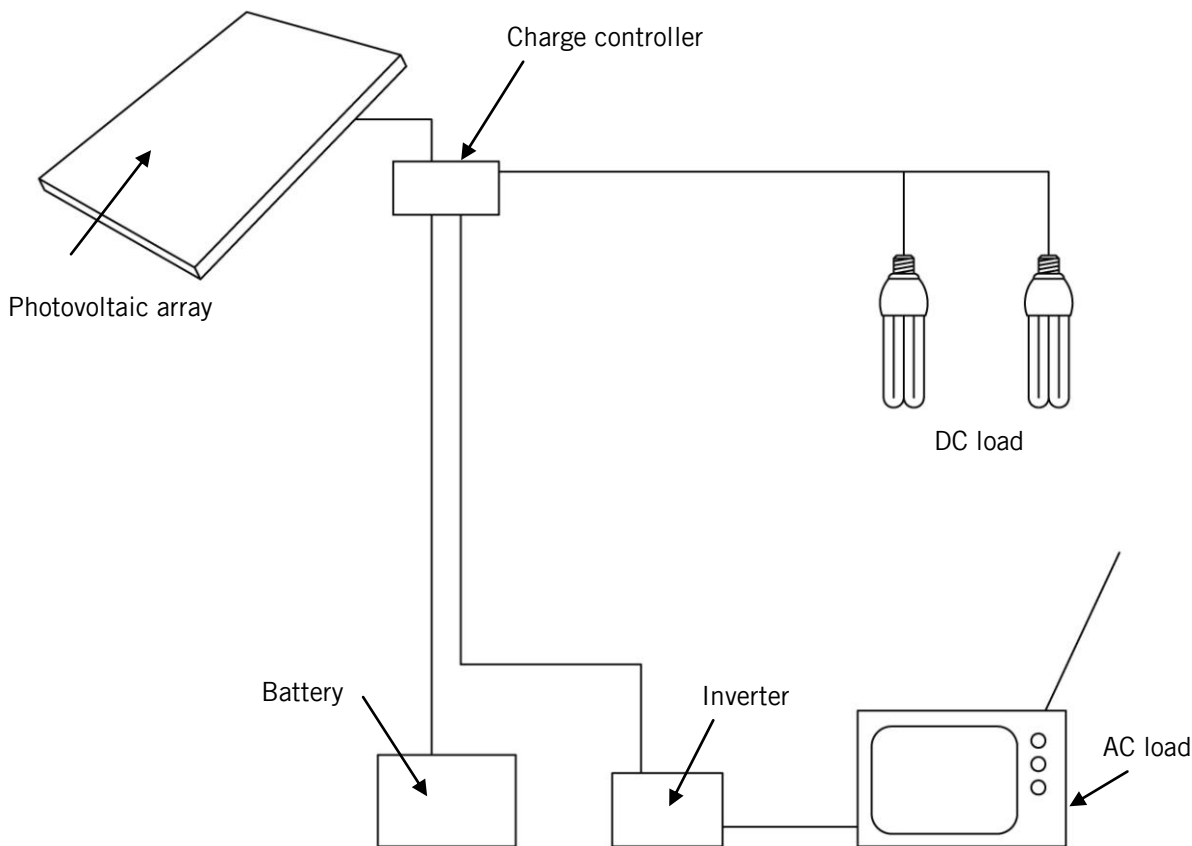 Charge controller
Photovoltaic array
DC load
Battery
Inverter
AC load